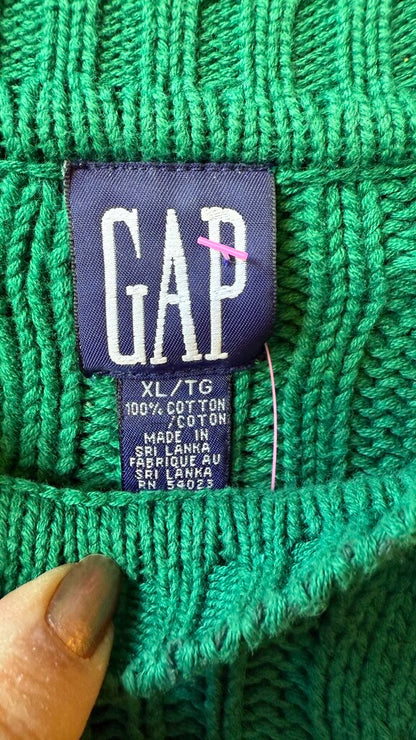 GAP
XL/TG
100% COTTON
/COTON
MADE IN
SRI LANKA
FABRIQUE AU
SRI LANKA
RN 54023